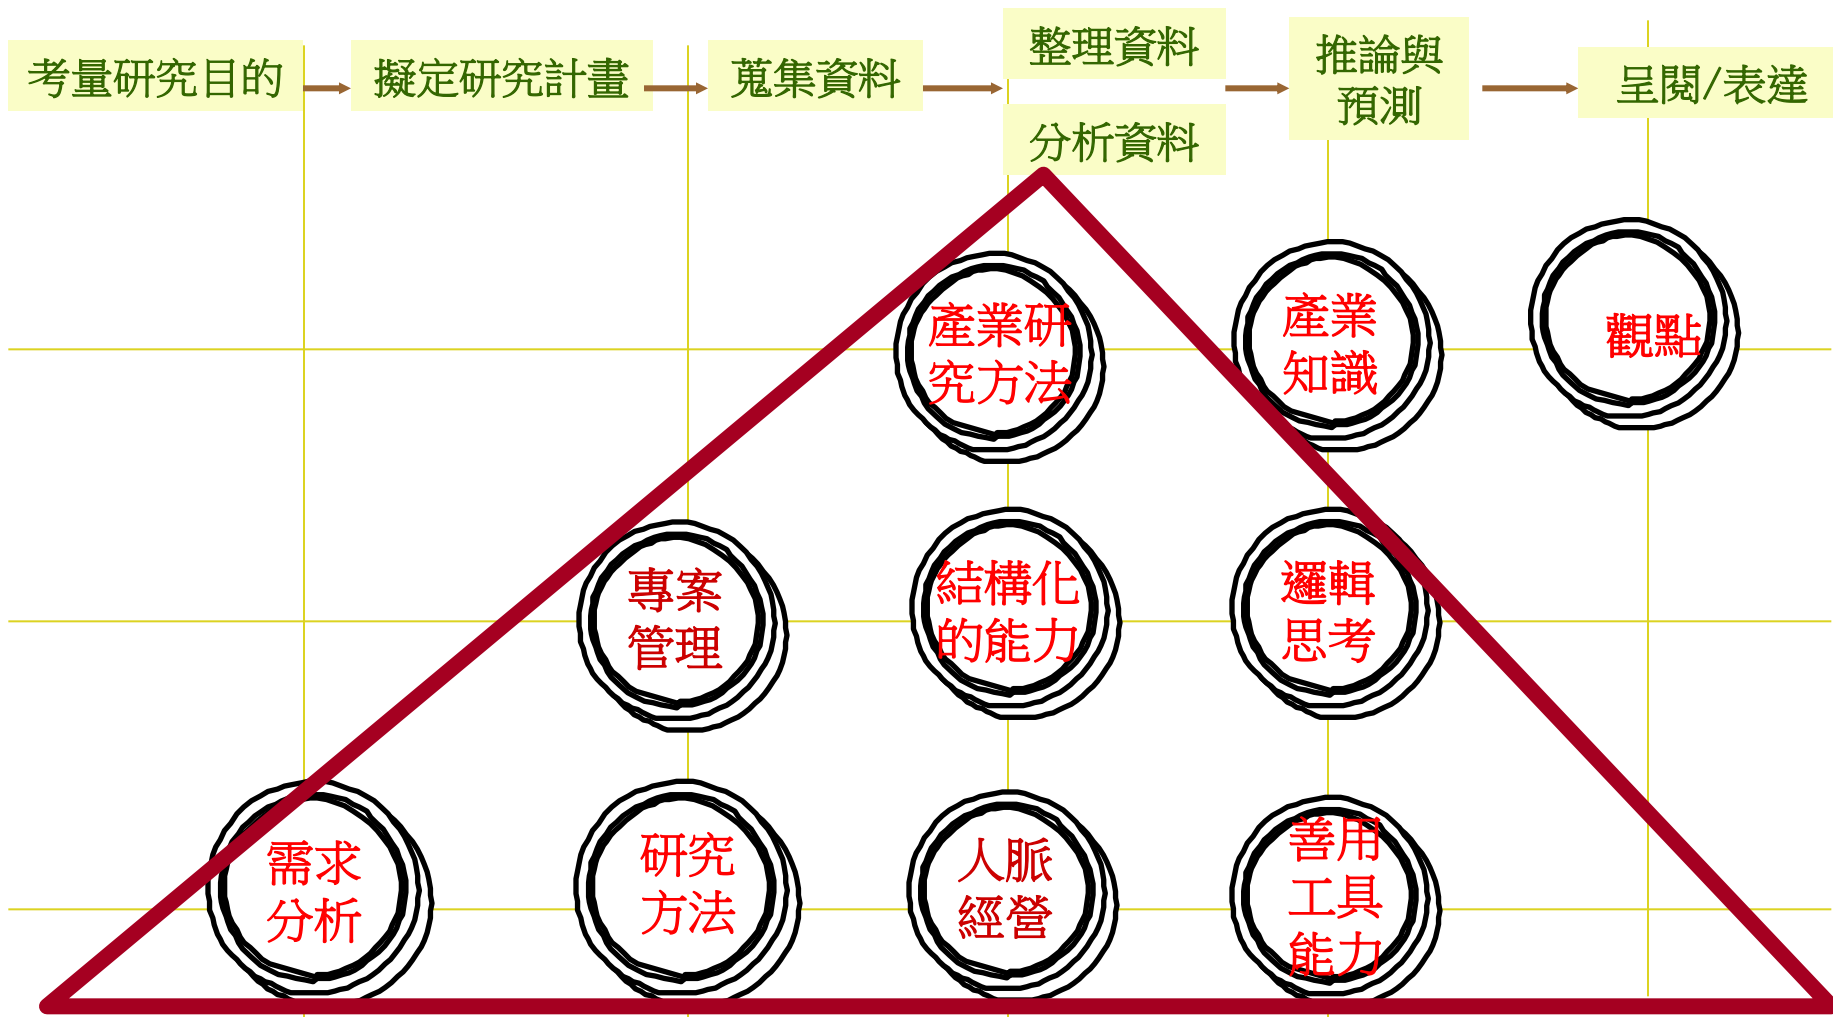 考量研究目的
擬定研究計畫
蒐集資料
整理資料
分析資料
推論與
預測
呈閱/表達
產業研
究方法
產業
知識
觀點
專案
管理
結構化
的能力
邏輯
思考
需求
分析
研究
方法
人脈
經營
善用
工具
能力